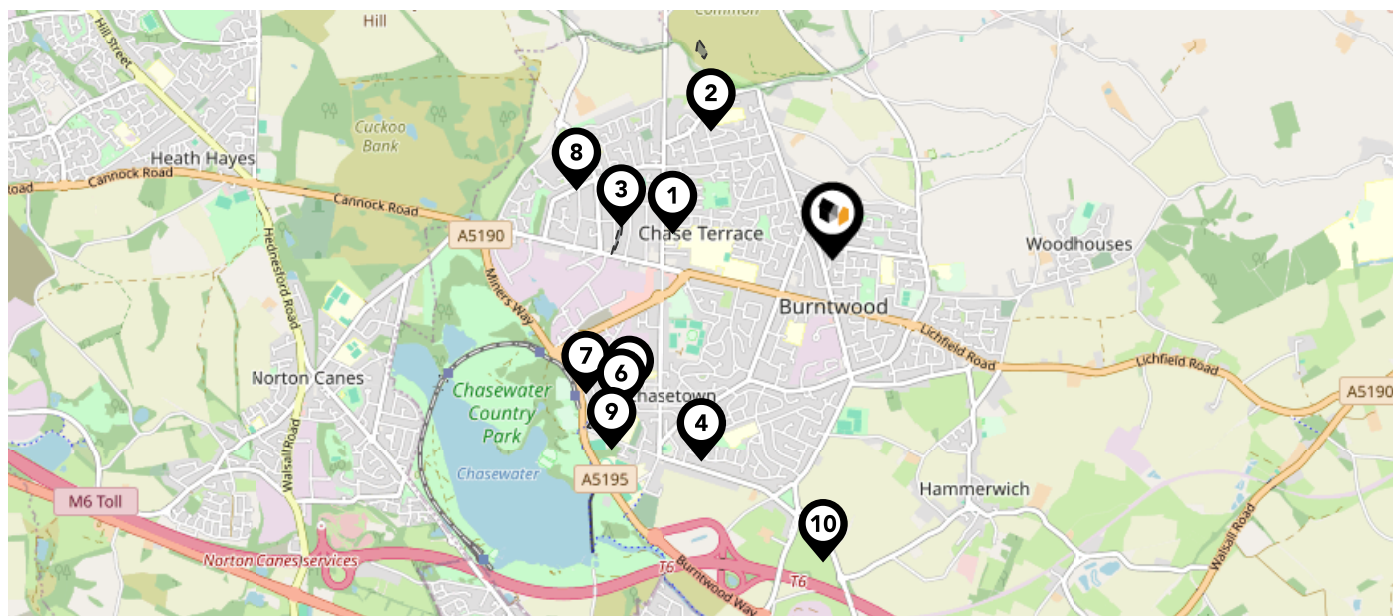 Hill
Common
Hill Street
2
Cuckoo
Bank
Heath Hayes
8
3
1
Road
Cannock Road
Cannock Road
A5190
Chase Terrace
Woodhouses
Hednesford Road
Miners Way
Burntwood
Lichfield Road
Lichfield Road
A5190
7
6
Norton Canes
Chasewater
Country
Park
Chasetown
9
4
Walsall Road
Chasewater
A5195
Hammerwich
M6 Toll
10
Walsall Road
Norton Canes services
T6
T6
Burntwood Way